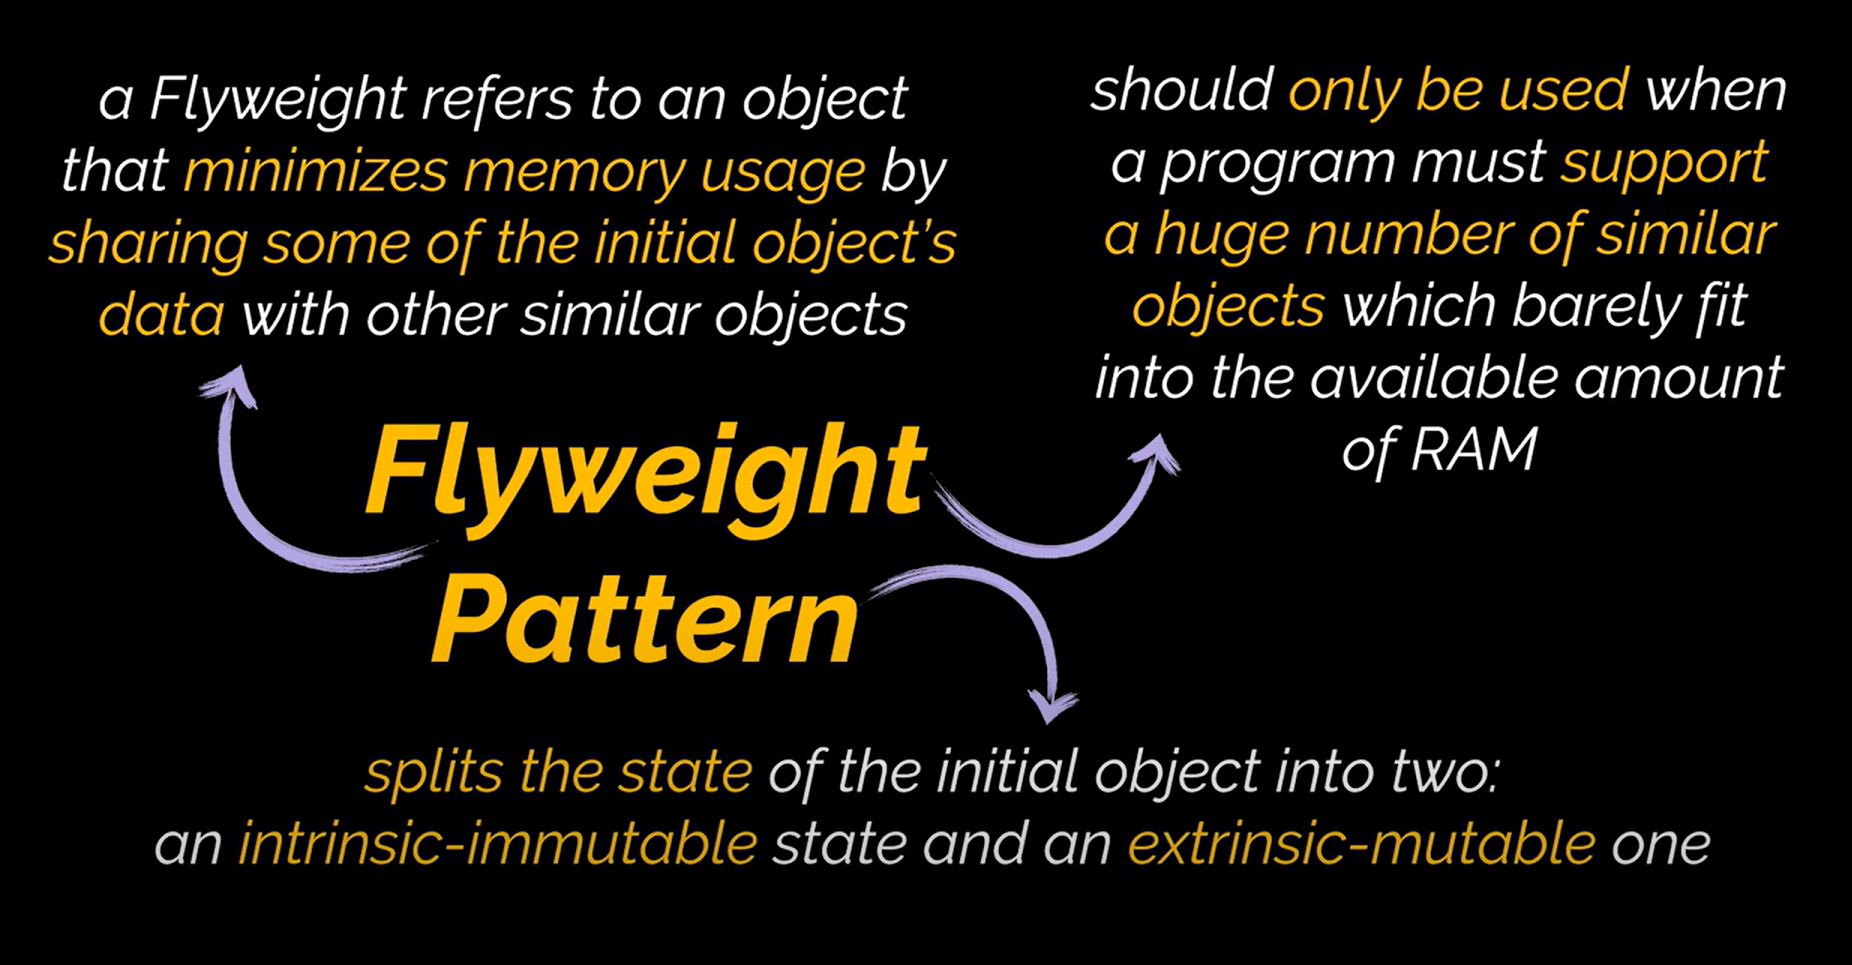 a Flyweight refers to an object
that minimizes memory usage by
sharing some of the initial object's
data with other similar objects
should only be used when
a program must support
a huge number of similar
objects which barely fit
into the available amount
of RAM
Flyweight
Pattern
splits the state of the initial object into two:
an intrinsic-immutable state and an extrinsic-mutable one